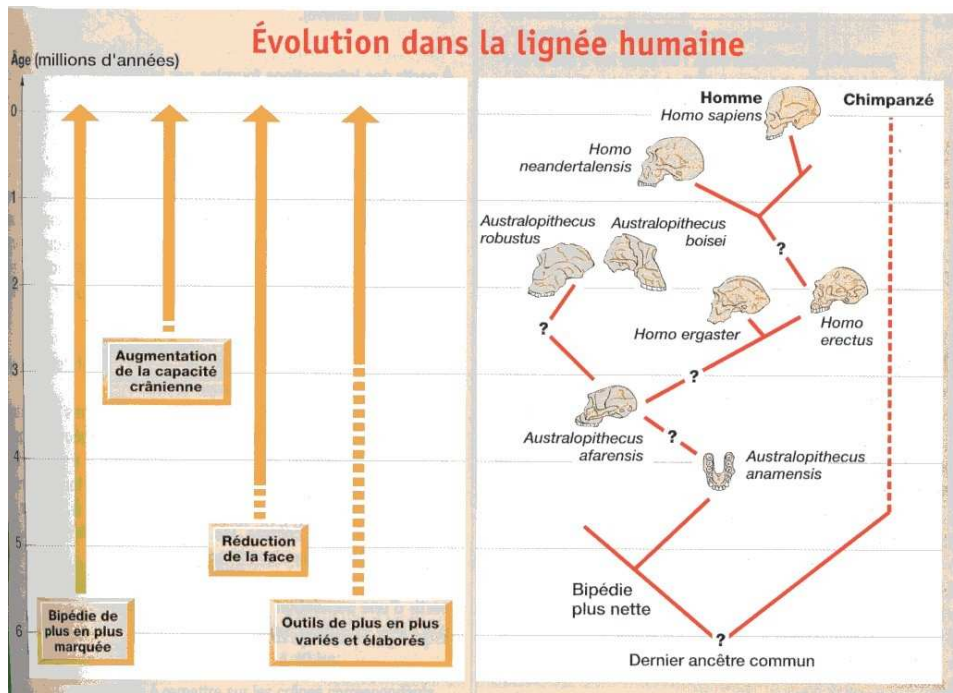 Évolution dans la lignée humaine
Âge (millions d'années)
0
1
2
3
4
5
6
Augmentation
de la capacité
crânienne
Réduction
de la face
Bipédie de
plus en plus
marquée
Outils de plus en plus
variés et élaborés
Homme
Homo sapiens
Chimpanzé
Homo
neandertalensis
Australopithecus
robustus
Australopithecus
boisei
?
?
Homo ergaster
Homo
erectus
?
Australopithecus
afarensis
?
Australopithecus
anamensis
Bipédie
plus nette
?
Dernier ancêtre commun